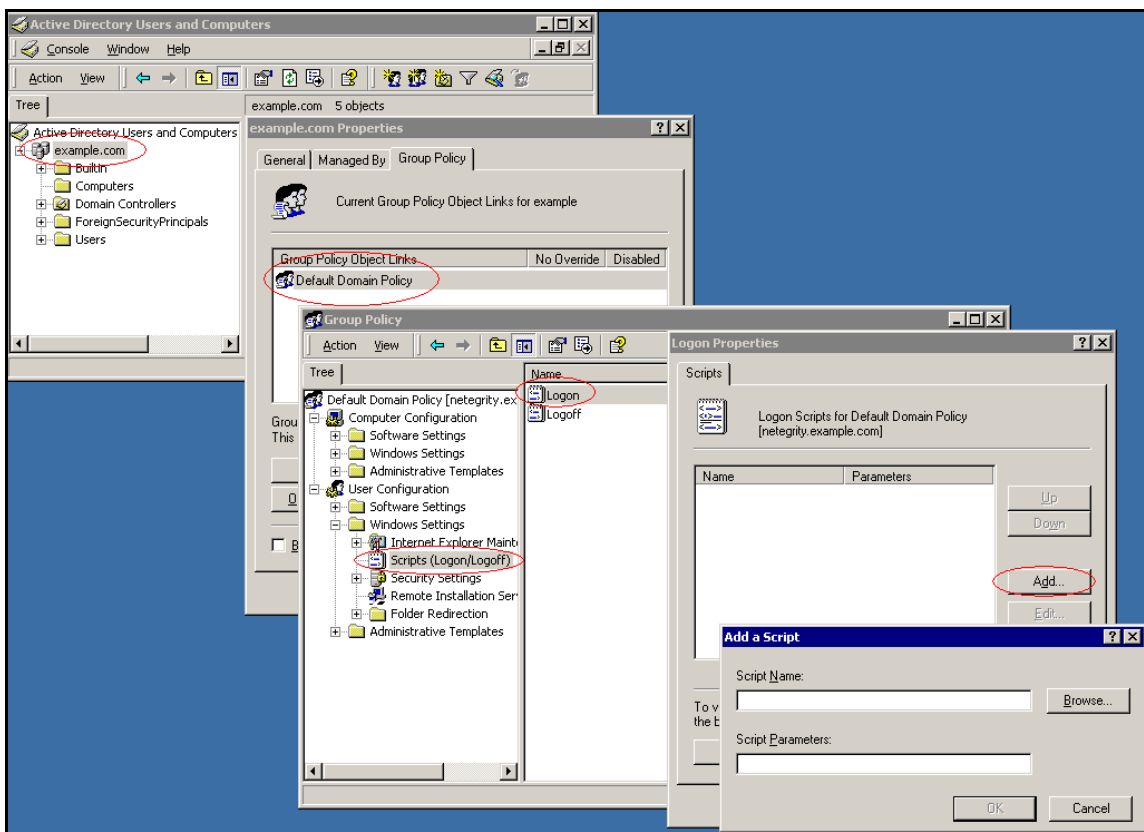 Active Directory Users and Computers
Console Window Help
Action View
Tree
example.com 5 objects
Active Directory Users and Computers
example.com
Builtin
Computers
Domain Controllers
ForeignSecurityPrincipals
Users
example.com Properties
General Managed By Group Policy
Current Group Policy Object Links for example
Group Policy Object Links No Override Disabled
Default Domain Policy
Grou
This
O
B
Group Policy
Action View
Tree
Name
Default Domain Policy [netegrity.ex
Computer Configuration
Software Settings
Windows Settings
Administrative Templates
User Configuration
Software Settings
Windows Settings
Internet Explorer Maint
Scripts (Logon/Logoff)
Security Settings
Remote Installation Ser
Folder Redirection
Administrative Templates
Logon
Logoff
Logon Properties
Scripts
Logon Scripts for Default Domain Policy
[netegrity.example.com]
Name Parameters
Up
Down
Add...
Edit...
To v
the b
Add a Script
Script Name:
Browse...
Script Parameters:
OK Cancel